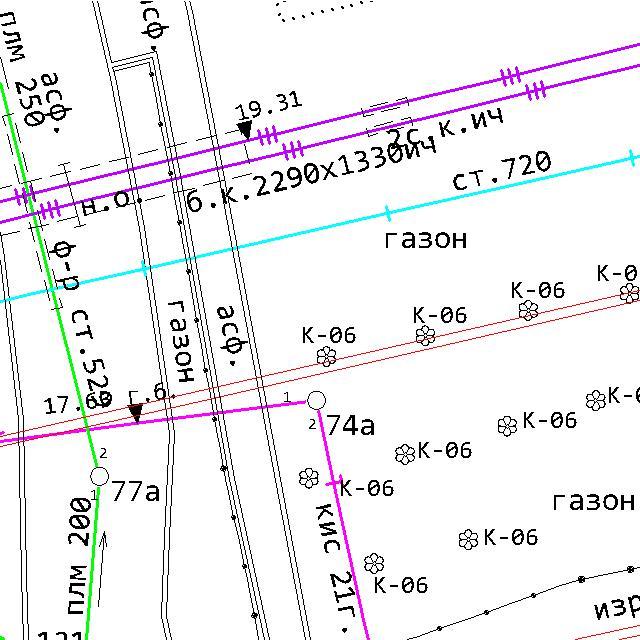 плм 250
асф.
асф.
19.31
2с.к.ич
б.к.2290х1330ич
н.о
ст.720
газон
ф-р ст.529
газон
асф.
К-06
К-06
К-06
К-0
17.66 г.б.
1
2
74а
К-06
К-06
К-0
2
1
77а
К-06
газон
плм 200
кис 21г.
К-06
К-06
изр
121